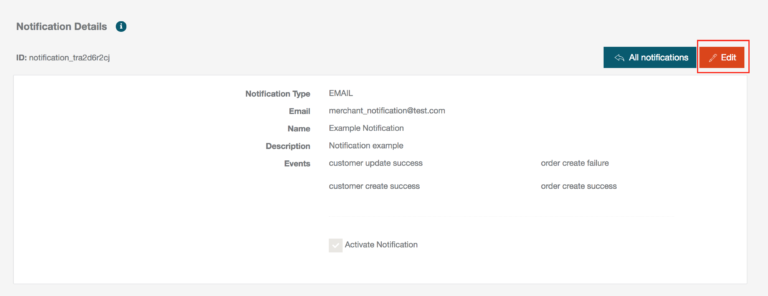 Notification Details
ID: notification_tra2d6r2cj
All notifications
Edit
Notification Type EMAIL
Email merchant_notification@test.com
Name Example Notification
Description Notification example
Events customer update success order create failure
customer create success order create success
Activate Notification